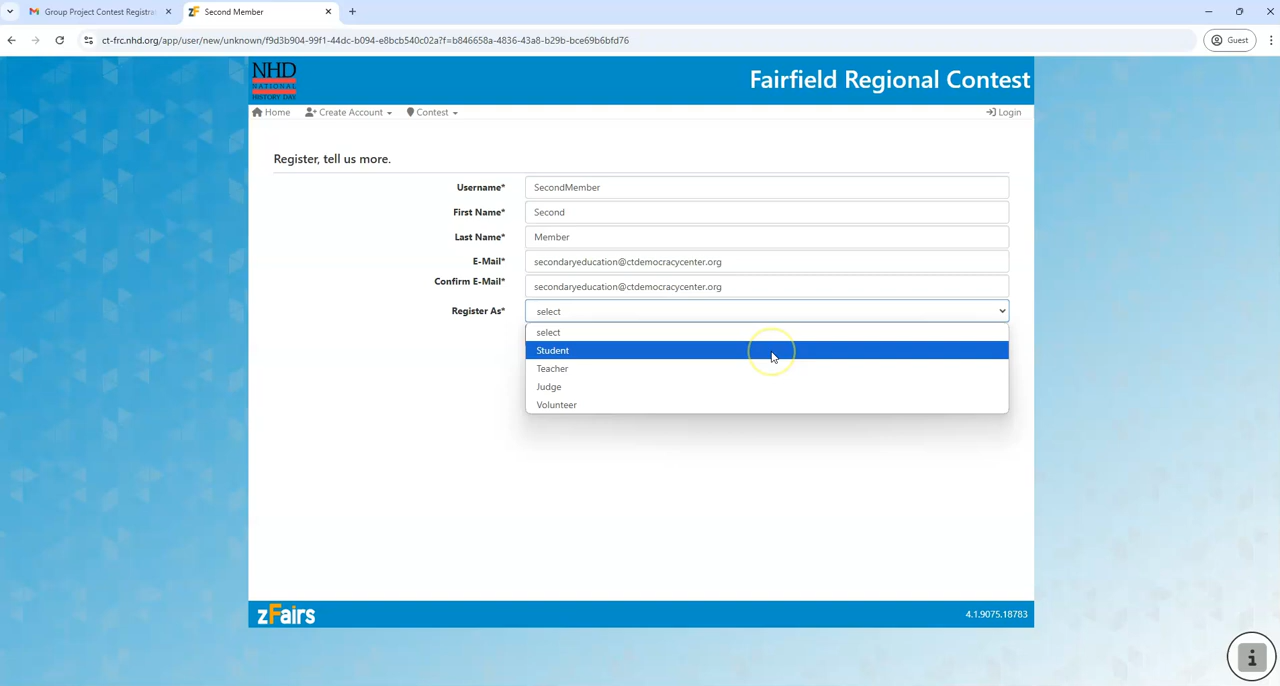 Group Project Contest Registra
Second Member
ct-frc.nhd.org/app/user/new/unknown/f9d3b904-99f1-44dc-b094-e8bcb540c02a?f=b846658a-4836-43a8-b29b-bce69b6bfd76
Guest
NHD
NATIONAL
HISTORY DAY
Fairfield Regional Contest
Home
Create Account
Contest
Login
Register, tell us more.
Username* SecondMember
First Name* Second
Last Name* Member
E-Mail* secondaryeducation@ctdemocracycenter.org
Confirm E-Mail* secondaryeducation@ctdemocracycenter.org
Register As* select
select
Student
Teacher
Judge
Volunteer
zFairs
4.1.9075.18783